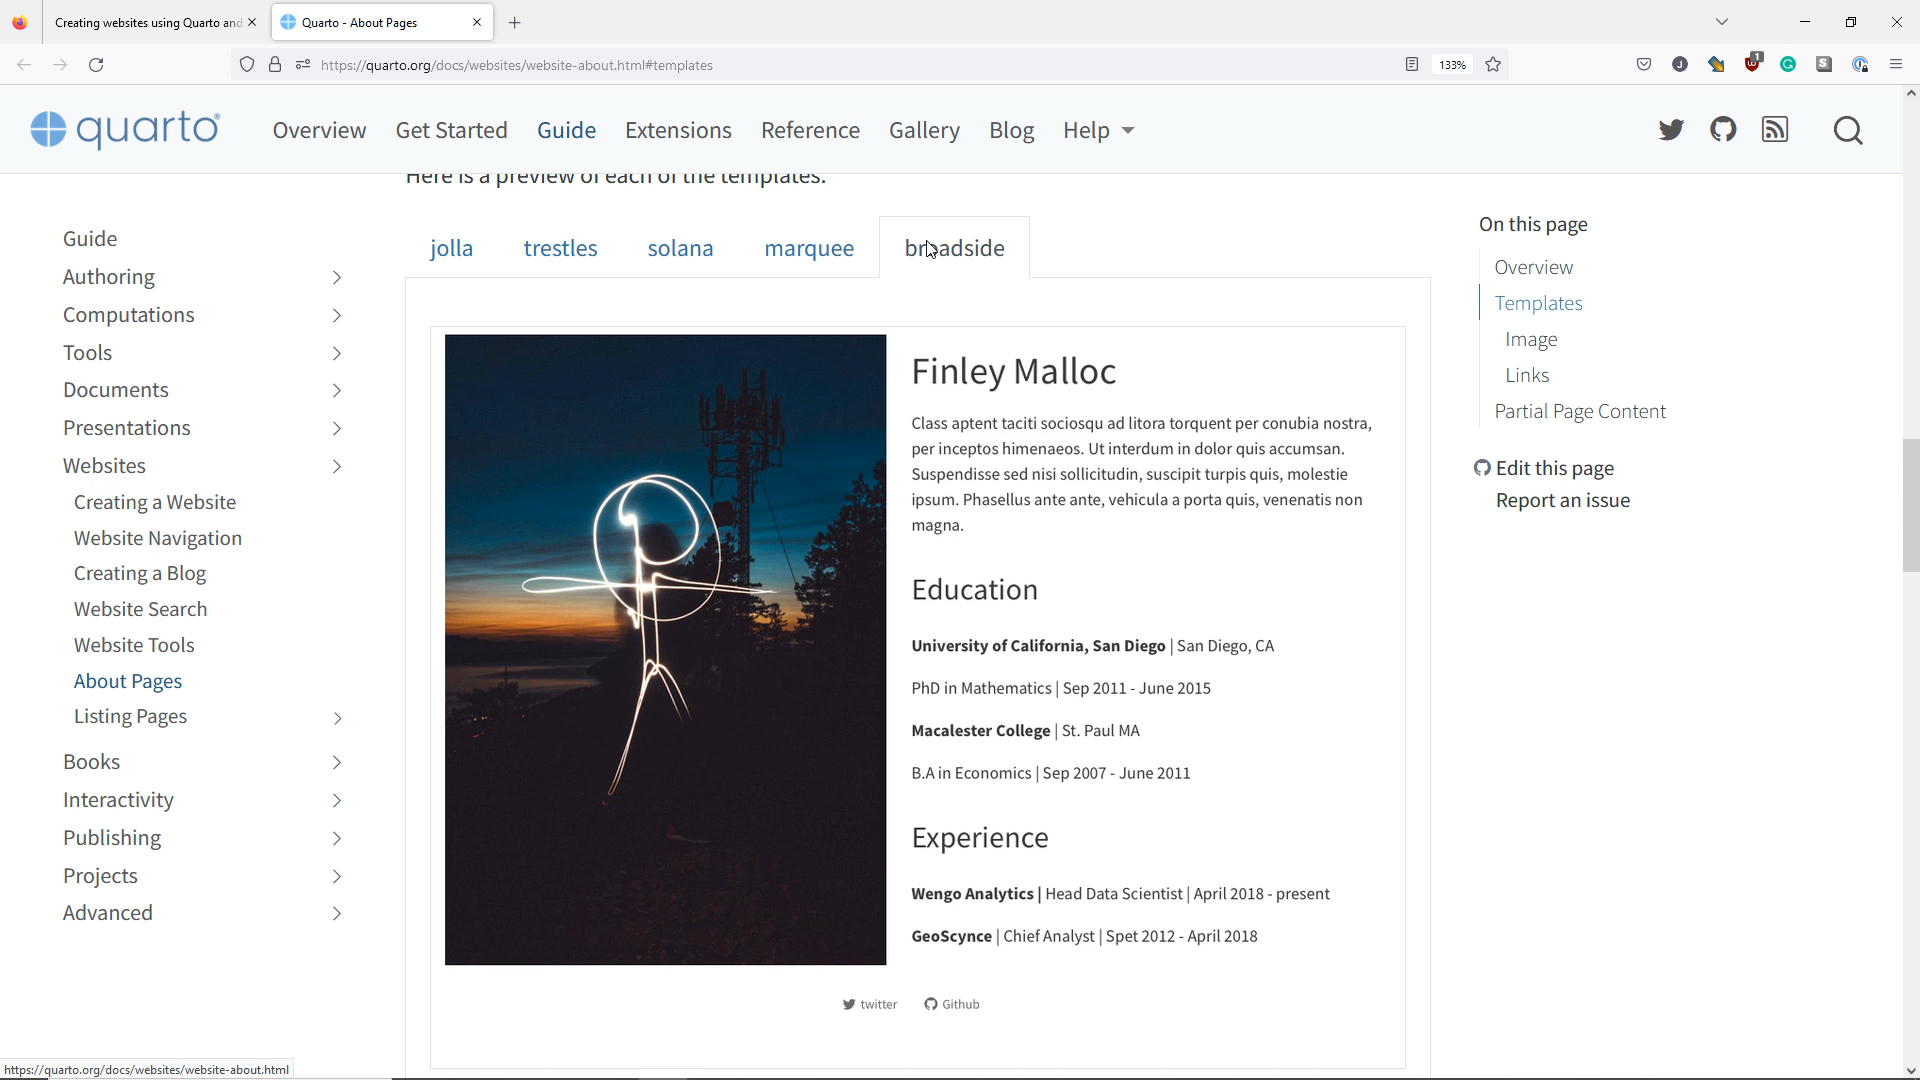 Creating websites using Quarto and
Quarto - About Pages
https://quarto.org/docs/websites/website-about.html#templates
133%
1
J
G
S
quarto®
Overview
Get Started
Guide
Extensions
Reference
Gallery
Blog
Help
Here is a preview of each of the templates.
Guide
Authoring
Computations
Tools
Documents
Presentations
Websites
Creating a Website
Website Navigation
Creating a Blog
Website Search
Website Tools
About Pages
Listing Pages
Books
Interactivity
Publishing
Projects
Advanced
jolla
trestles
solana
marquee
broadside
Finley Malloc
Class aptent taciti sociosqu ad litora torquent per conubia nostra,
per inceptos himenaeos. Ut interdum in dolor quis accumsan.
Suspendisse sed nisi sollicitudin, suscipit turpis quis, molestie
ipsum. Phasellus ante ante, vehicula a porta quis, venenatis non
magna.
Education
University of California, San Diego | San Diego, CA
PhD in Mathematics | Sep 2011 - June 2015
Macalester College | St. Paul MA
B.A in Economics | Sep 2007 - June 2011
Experience
Wengo Analytics | Head Data Scientist | April 2018 - present
GeoScynce | Chief Analyst | Spet 2012 - April 2018
twitter
Github
On this page
Overview
Templates
Image
Links
Partial Page Content
Edit this page
Report an issue
https://quarto.org/docs/websites/website-about.html